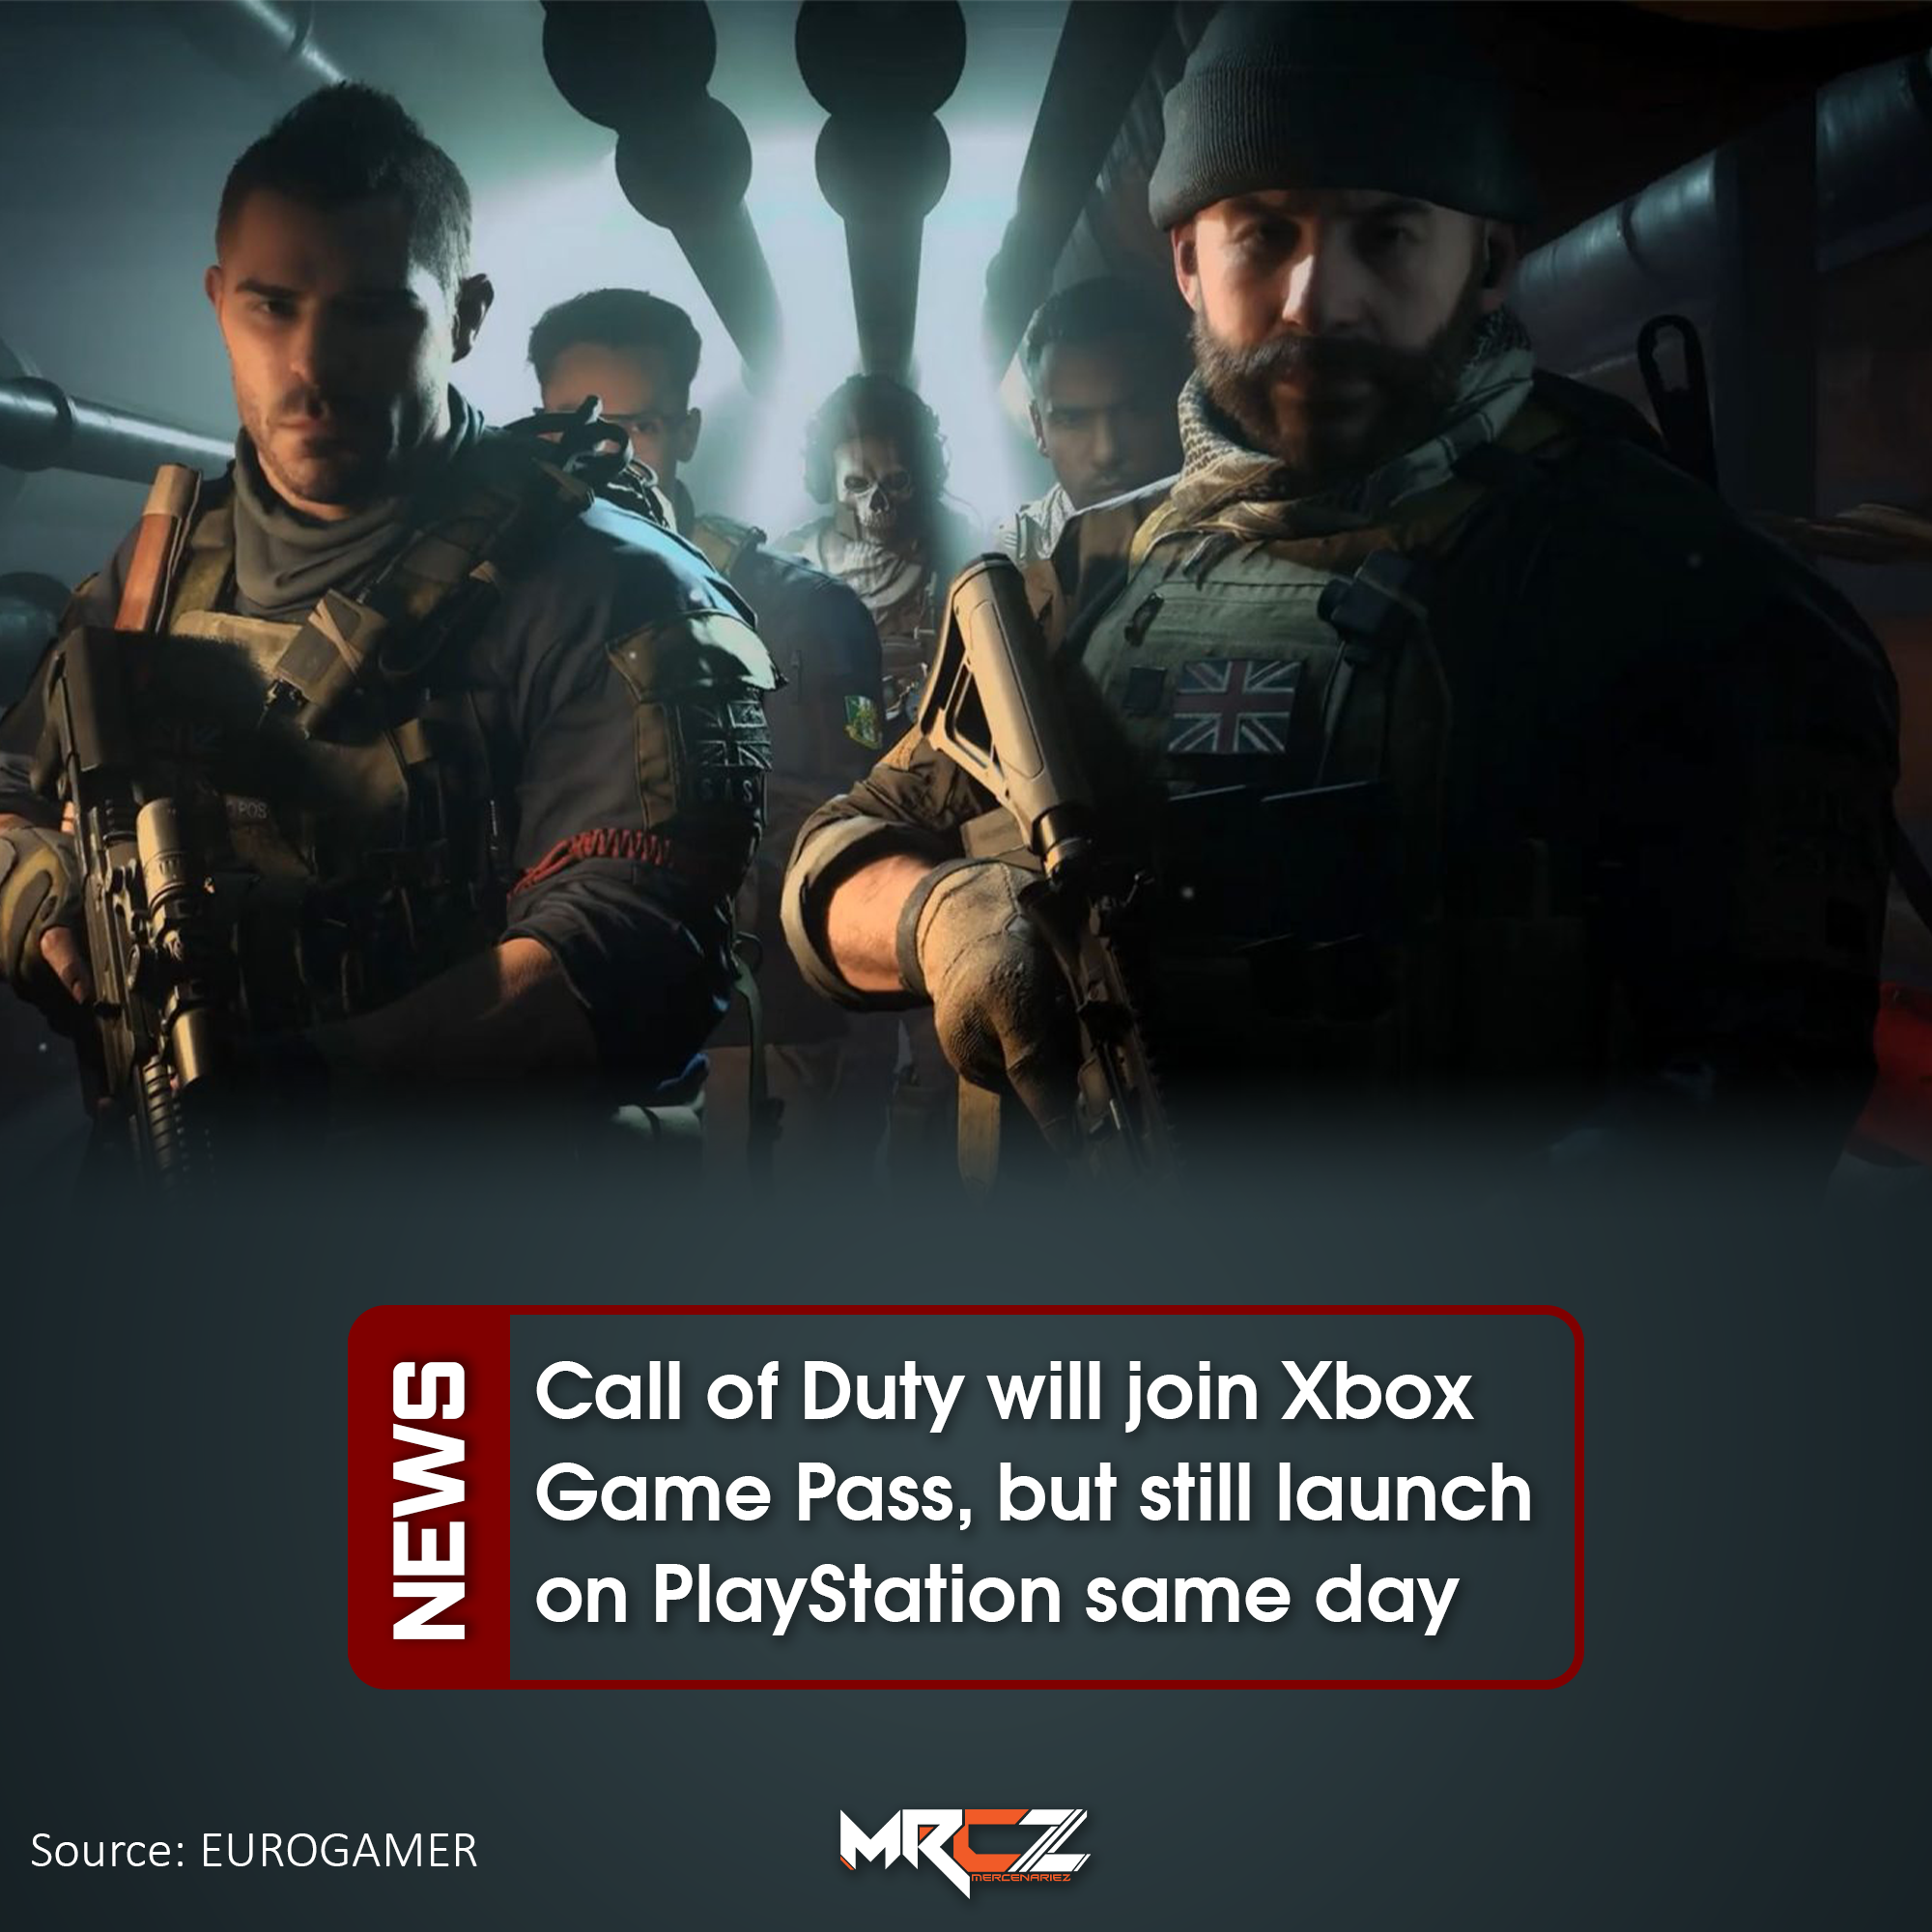 SAS
NEWS
Call of Duty will join Xbox
Game Pass, but still launch
on PlayStation same day
Source: EUROGAMER
MRCZ
MERCENARIEZ